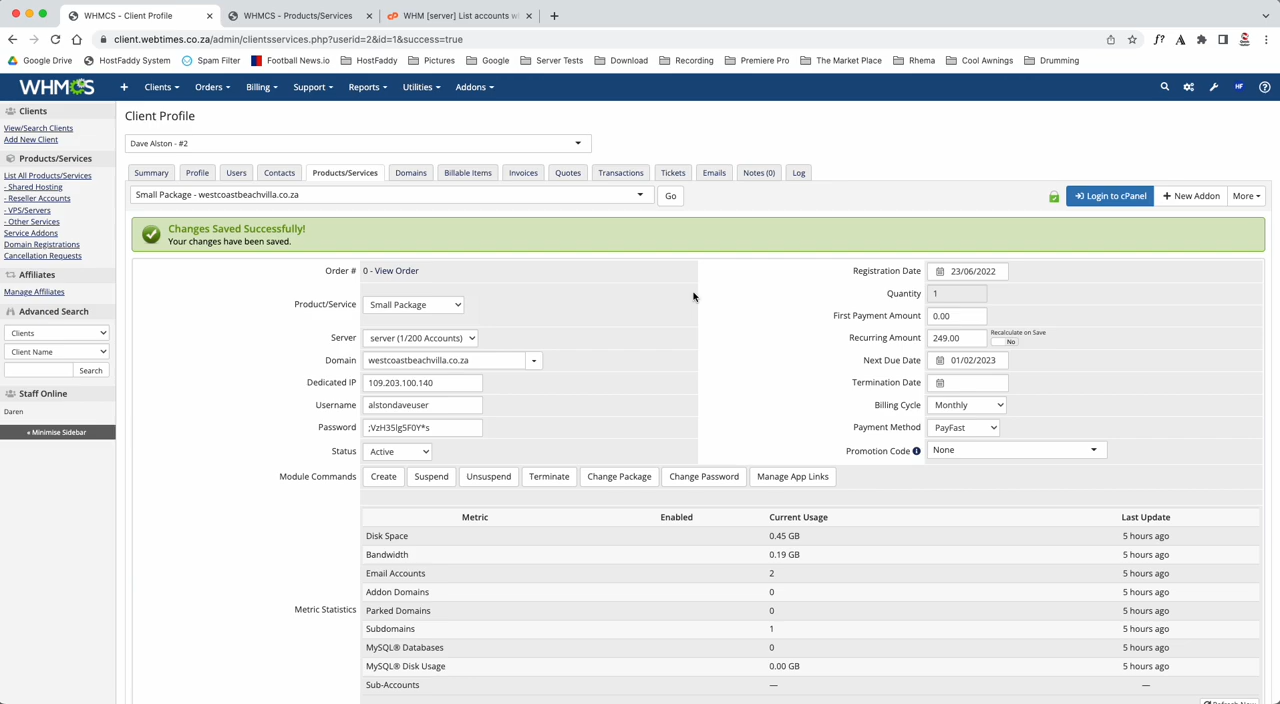 WHMCS - Client Profile
WHMCS - Products/Services
WHM [server] List accounts w
client.webtimes.co.za/admin/clientsservices.php?userid=2&id=1&success=true
Google Drive
HostFaddy System
Spam Filter
Football News.io
HostFaddy
Pictures
Google
Server Tests
Download
Recording
Premiere Pro
The Market Place
Rhema
Cool Awnings
Drumming
WHMCS
Clients
Orders
Billing
Support
Reports
Utilities
Addons
HF
Clients
View/Search Clients
Add New Client
Products/Services
List All Products/Services
- Shared Hosting
- Reseller Accounts
- VPS/Servers
- Other Services
Service Addons
Domain Registrations
Cancellation Requests
Affiliates
Manage Affiliates
Advanced Search
Clients
Client Name
Search
Staff Online
Daren
« Minimise Sidebar
Client Profile
Dave Alston - #2
Summary
Profile
Users
Contacts
Products/Services
Domains
Billable Items
Invoices
Quotes
Transactions
Tickets
Emails
Notes (0)
Log
Small Package - westcoastbeachvilla.co.za
Go
Login to cPanel
New Addon
More
Changes Saved Successfully!
Your changes have been saved.
Order # 0 - View Order
Product/Service Small Package
Server server (1/200 Accounts)
Domain westcoastbeachvilla.co.za
Dedicated IP 109.203.100.140
Username alstondaveuser
Password ;VzH35Ig5F0Y*s
Status Active
Registration Date 23/06/2022
Quantity 1
First Payment Amount 0.00
Recurring Amount 249.00 Recalculate on Save No
Next Due Date 01/02/2023
Termination Date
Billing Cycle Monthly
Payment Method PayFast
Promotion Code None
Module Commands Create Suspend Unsuspend Terminate Change Package Change Password Manage App Links
Metric Statistics
Metric Enabled Current Usage Last Update
Disk Space 0.45 GB 5 hours ago
Bandwidth 0.19 GB 5 hours ago
Email Accounts 2 5 hours ago
Addon Domains 0 5 hours ago
Parked Domains 0 5 hours ago
Subdomains 1 5 hours ago
MySQL® Databases 0 5 hours ago
MySQL® Disk Usage 0.00 GB 5 hours ago
Sub-Accounts — —
Refresh Now